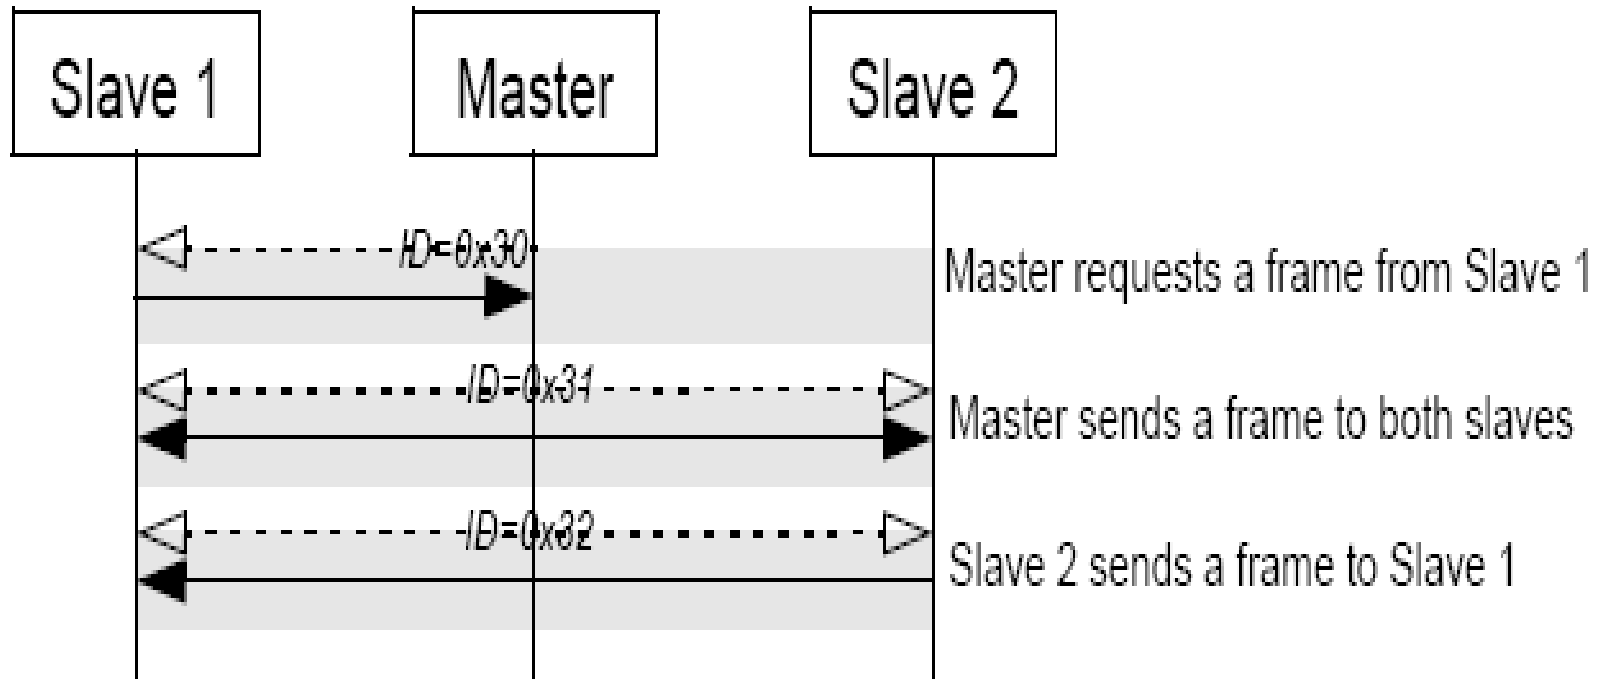 Slave 1
Master
Slave 2
ID=0x30
Master requests a frame from Slave 1
ID=0x31
Master sends a frame to both slaves
ID=0x32
Slave 2 sends a frame to Slave 1